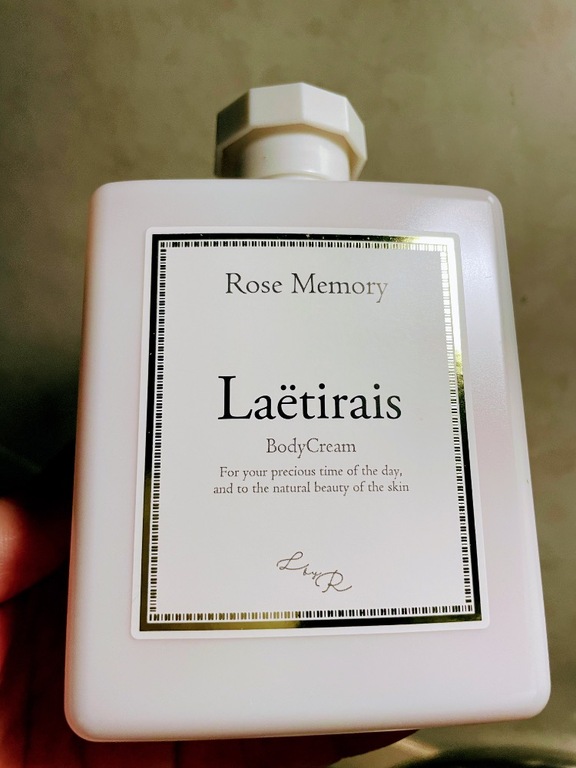 Rose Memory
Laëtirais
BodyCream
For your precious time of the day,
and to the natural beauty of the skin
L by R